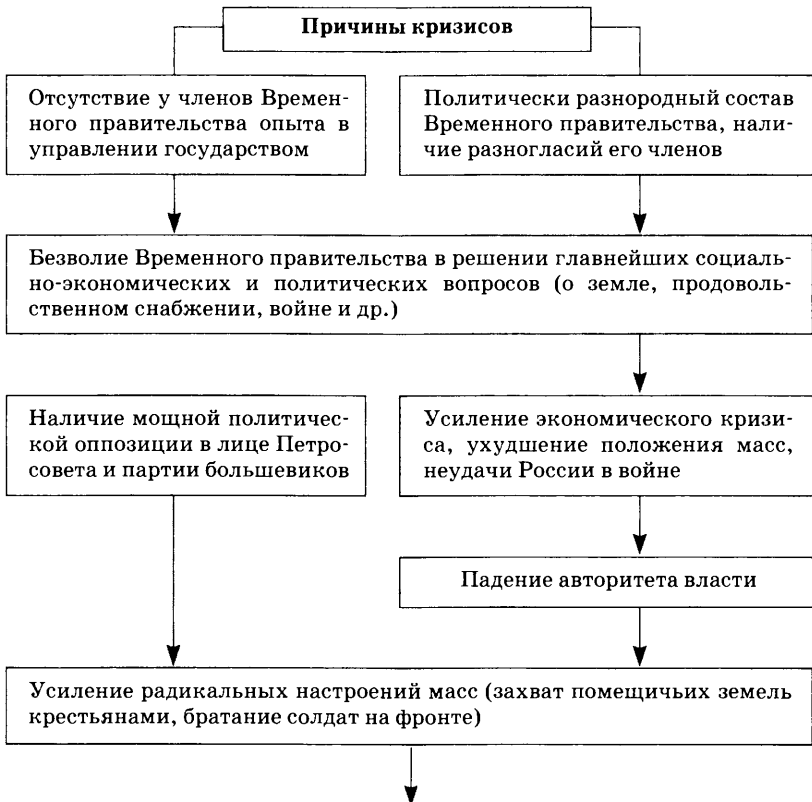 Причины кризисов
Отсутствие у членов Времен-
ного правительства опыта в
управлении государством
Политически разнородный состав
Временного правительства, нали-
чие разногласий его членов
Безволие Временного правительства в решении главнейших социаль-
но-экономических и политических вопросов (о земле, продоволь-
ственном снабжении, войне и др.)
Наличие мощной политичес-
кой оппозиции в лице Петро-
совета и партии большевиков
Усиление экономического кризи-
са, ухудшение положения масс,
неудачи России в войне
Падение авторитета власти
Усиление радикальных настроений масс (захват помещичьих земель
крестьянами, братание солдат на фронте)